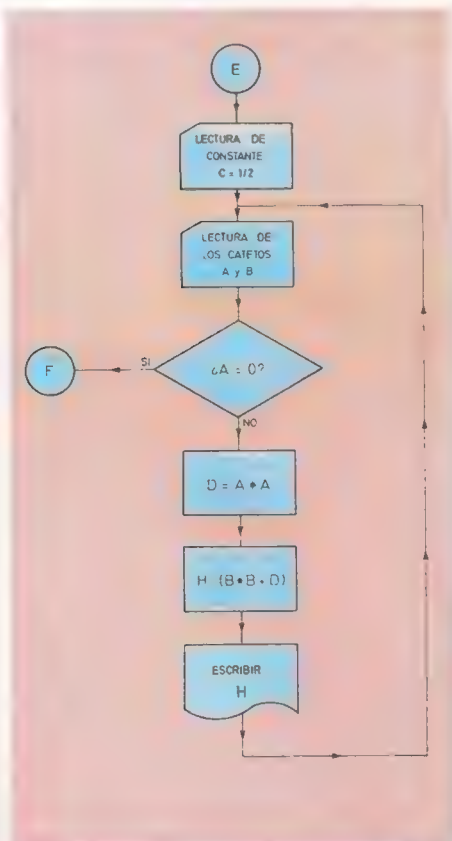 E
LECTURA DE
CONSTANTE
C = 1/2
LECTURA DE
LOS CATETOS
A y B
¿A = 0?
SI
F
NO
D = A * A
H (B*B+D)
ESCRIBIR
H